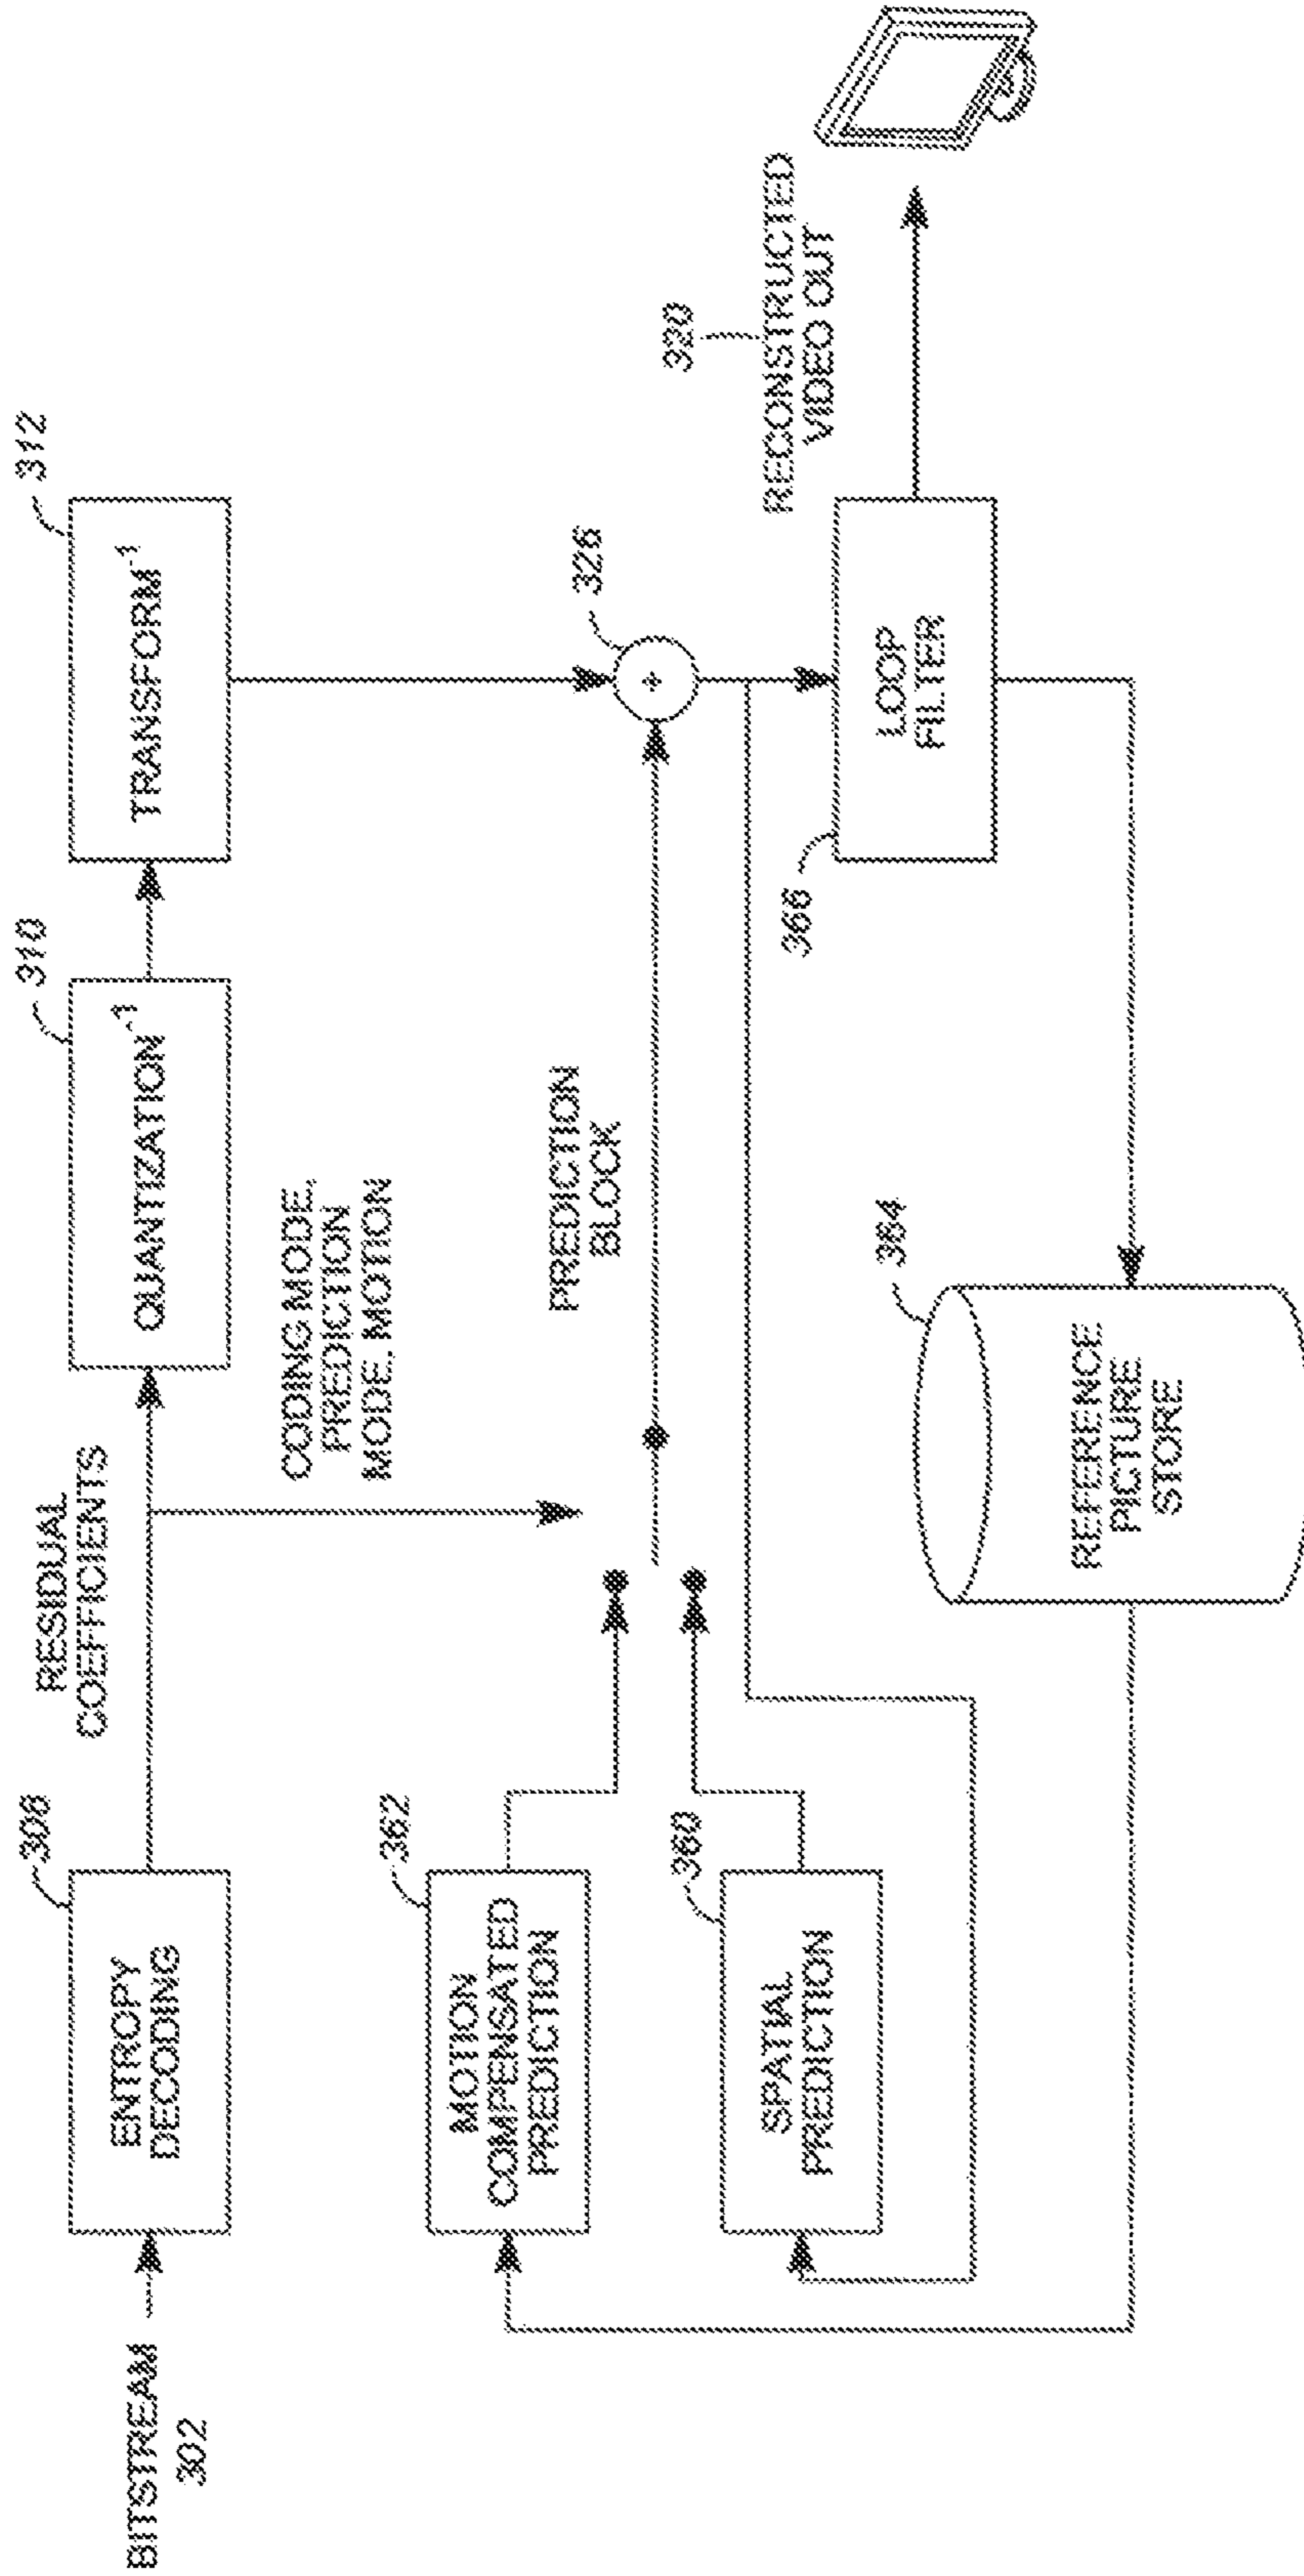 BITSTREAM
302
308
ENTROPY
DECODING
RESIDUAL
COEFFICIENTS
310
QUANTIZATION-1
312
TRANSFORM-1
CODING MODE,
PREDICTION
MODE, MOTION
362
MOTION
COMPENSATED
PREDICTION
360
SPATIAL
PREDICTION
PREDICTION
BLOCK
326
+
320
RECONSTRUCTED
VIDEO OUT
366
LOOP
FILTER
364
REFERENCE
PICTURE
STORE